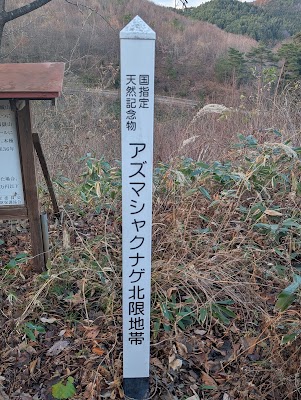 国指定
天然記念物
アズマシャクナゲ北限地帯